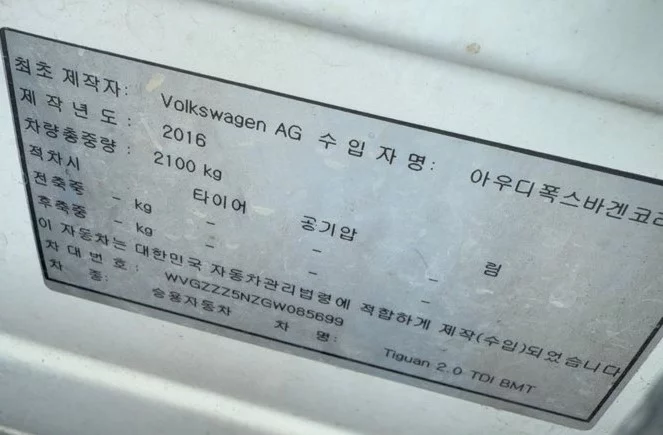 최초 제작자: Volkswagen AG 수 입 자 명: 아우디폭스바겐코리
제 작 년 도 : 2016
차량총중량 : 2100 kg
적차시 타이어 공기압 림
전축중 - kg - - -
후축중 - kg - - -
이 자동차는 대한민국 자동차관리법령에 적합하게 제작(수입)되었습니다
차 대 번 호 : WVGZZZ5NZGW085699
차 종: 승용자동차 차 명: Tiguan 2.0 TDI BMT